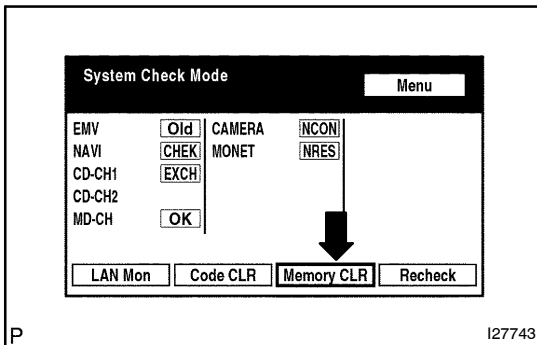 System Check Mode
Menu
EMV Old CAMERA NCON
NAVI CHEK MONET NRES
CD-CH1 EXCH
CD-CH2
MD-CH OK
LAN Mon Code CLR Memory CLR Recheck
P I27743